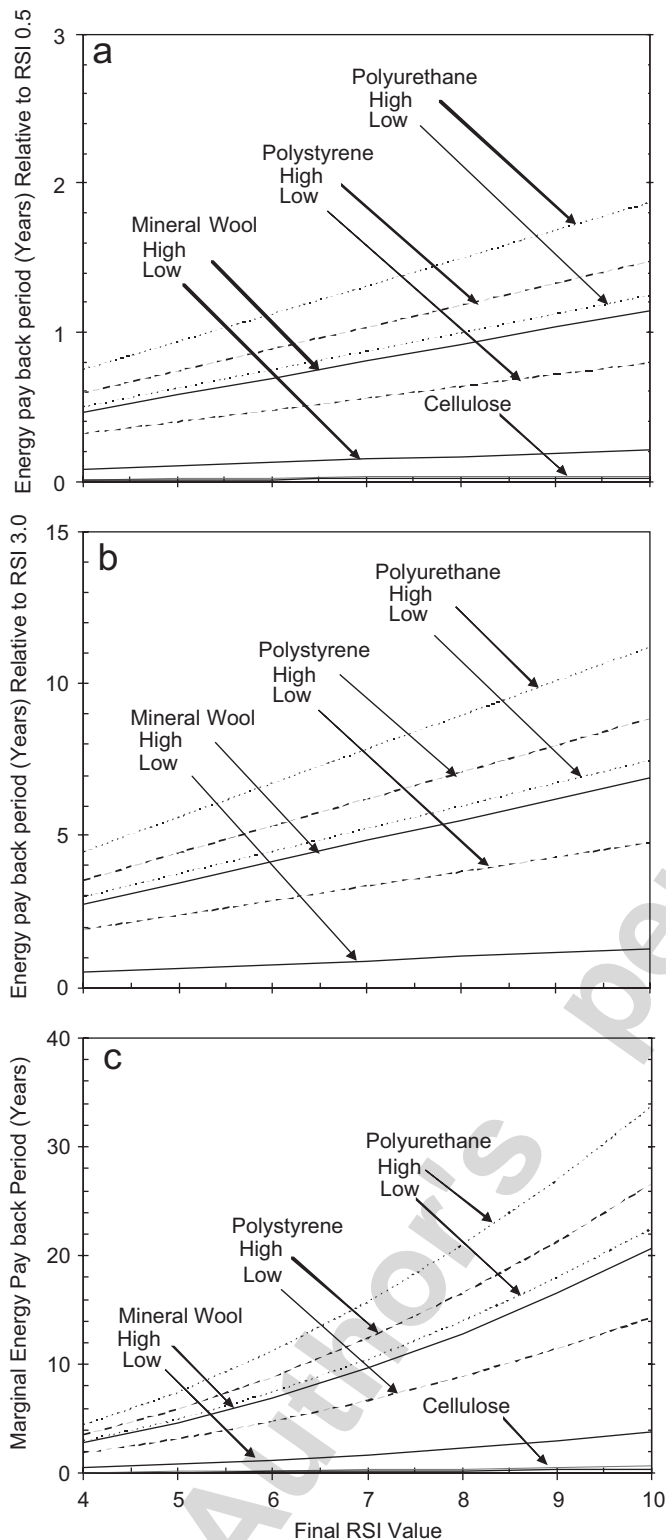 a
Energy pay back period (Years) Relative to RSI 0.5
3
2
1
0
Polyurethane
High
Low
Polystyrene
High
Low
Mineral Wool
High
Low
Cellulose
b
Energy pay back period (Years) Relative to RSI 3.0
15
10
5
0
Polyurethane
High
Low
Polystyrene
High
Low
Mineral Wool
High
Low
c
Marginal Energy Pay back Period (Years)
40
30
20
10
0
Polyurethane
High
Low
Polystyrene
High
Low
Mineral Wool
High
Low
Cellulose
4 5 6 7 8 9 10
Final RSI Value
Author's